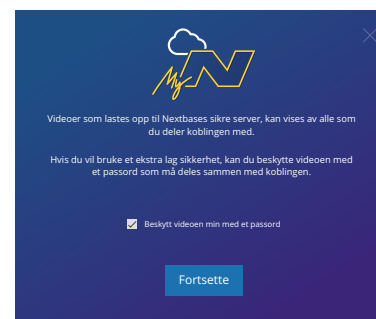 My N
Videoer som lastes opp til Nextbases sikre server, kan vises av alle som
du deler koblingen med.
Hvis du vil bruke et ekstra lag sikkerhet, kan du beskytte videoen med
et passord som må deles sammen med koblingen.
Beskytt videoen min med et passord
Fortsette